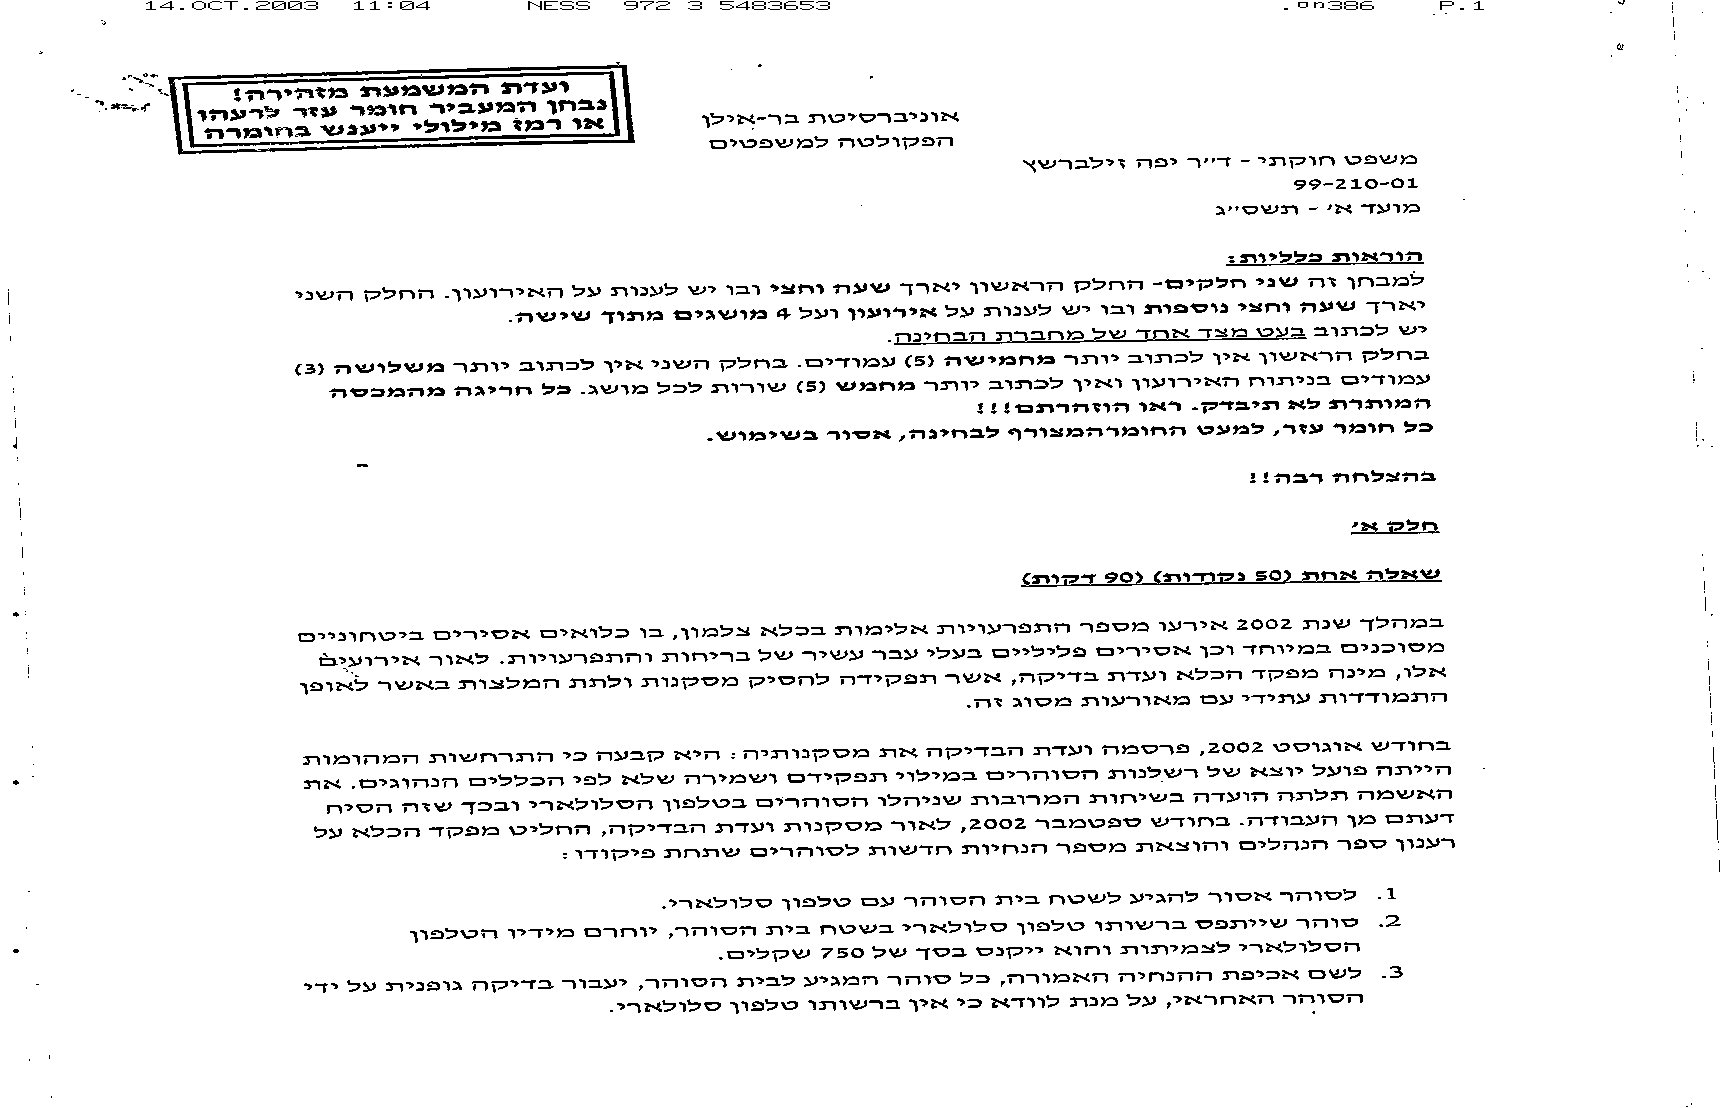 14.OCT.2003 11:04 NESS 972 3 5483653 .סח386 P.1
ועדת המשמעת מזהירה!
נבחן המעביר חומר עזר לרעהו
או רמז מילולי ייענש בחומרה
אוניברסיטת בר-אילן
הפקולטה למשפטים
משפט חוקתי - ד״ר יפה זילברשץ
99-210-01
מועד א׳ - תשס״ג
הוראות כלליות:
למבחן זה שני חלקים- החלק הראשון יארך שעה וחצי ובו יש לענות על האירועון. החלק השני
יארך שעה וחצי נוספות ובו יש לענות על אירועון ועל 4 מושגים מתוך שישה.
יש לכתוב בעט מצד אחד של מחברת הבחינה.
בחלק הראשון אין לכתוב יותר מחמישה (5) עמודים. בחלק השני אין לכתוב יותר משלושה (3)
עמודים בניתוח האירועון ואין לכתוב יותר מחמש (5) שורות לכל מושג. כל חריגה מהמכסה
המותרת לא תיבדק. ראו הוזהרתם!!!
כל חומר עזר, למעט החומרהמצורף לבחינה, אסור בשימוש.
בהצלחה רבה!!
חלק א׳
שאלה אחת (50 נקודות) (90 דקות)
במהלך שנת 2002 אירעו מספר התפרעויות אלימות בכלא צלמון, בו כלואים אסירים ביטחוניים
מסוכנים במיוחד וכן אסירים פליליים בעלי עבר עשיר של בריחות והתפרעויות. לאור אירועים
אלו, מינה מפקד הכלא ועדת בדיקה, אשר תפקידה להסיק מסקנות ולתת המלצות באשר לאופן
התמודדות עתידי עם מאורעות מסוג זה.
בחודש אוגוסט 2002, פרסמה ועדת הבדיקה את מסקנותיה: היא קבעה כי התרחשות המהומות
הייתה פועל יוצא של רשלנות הסוהרים במילוי תפקידם ושמירה שלא לפי הכללים הנהוגים. את
האשמה תלתה הועדה בשיחות המרובות שניהלו הסוהרים בטלפון הסלולארי ובכך שזה הסיח
דעתם מן העבודה. בחודש ספטמבר 2002, לאור מסקנות ועדת הבדיקה, החליט מפקד הכלא על
רענון ספר הנהלים והוצאת מספר הנחיות חדשות לסוהרים שתחת פיקודו:
1. לסוהר אסור להגיע לשטח בית הסוהר עם טלפון סלולארי.
2. סוהר שייתפס ברשותו טלפון סלולארי בשטח בית הסוהר, יוחרם מידיו הטלפון
הסלולארי לצמיתות והוא ייקנס בסך של 750 שקלים.
3. לשם אכיפת ההנחיה האמורה, כל סוהר המגיע לבית הסוהר, יעבור בדיקה גופנית על ידי
הסוהר האחראי, על מנת לוודא כי אין ברשותו טלפון סלולארי.